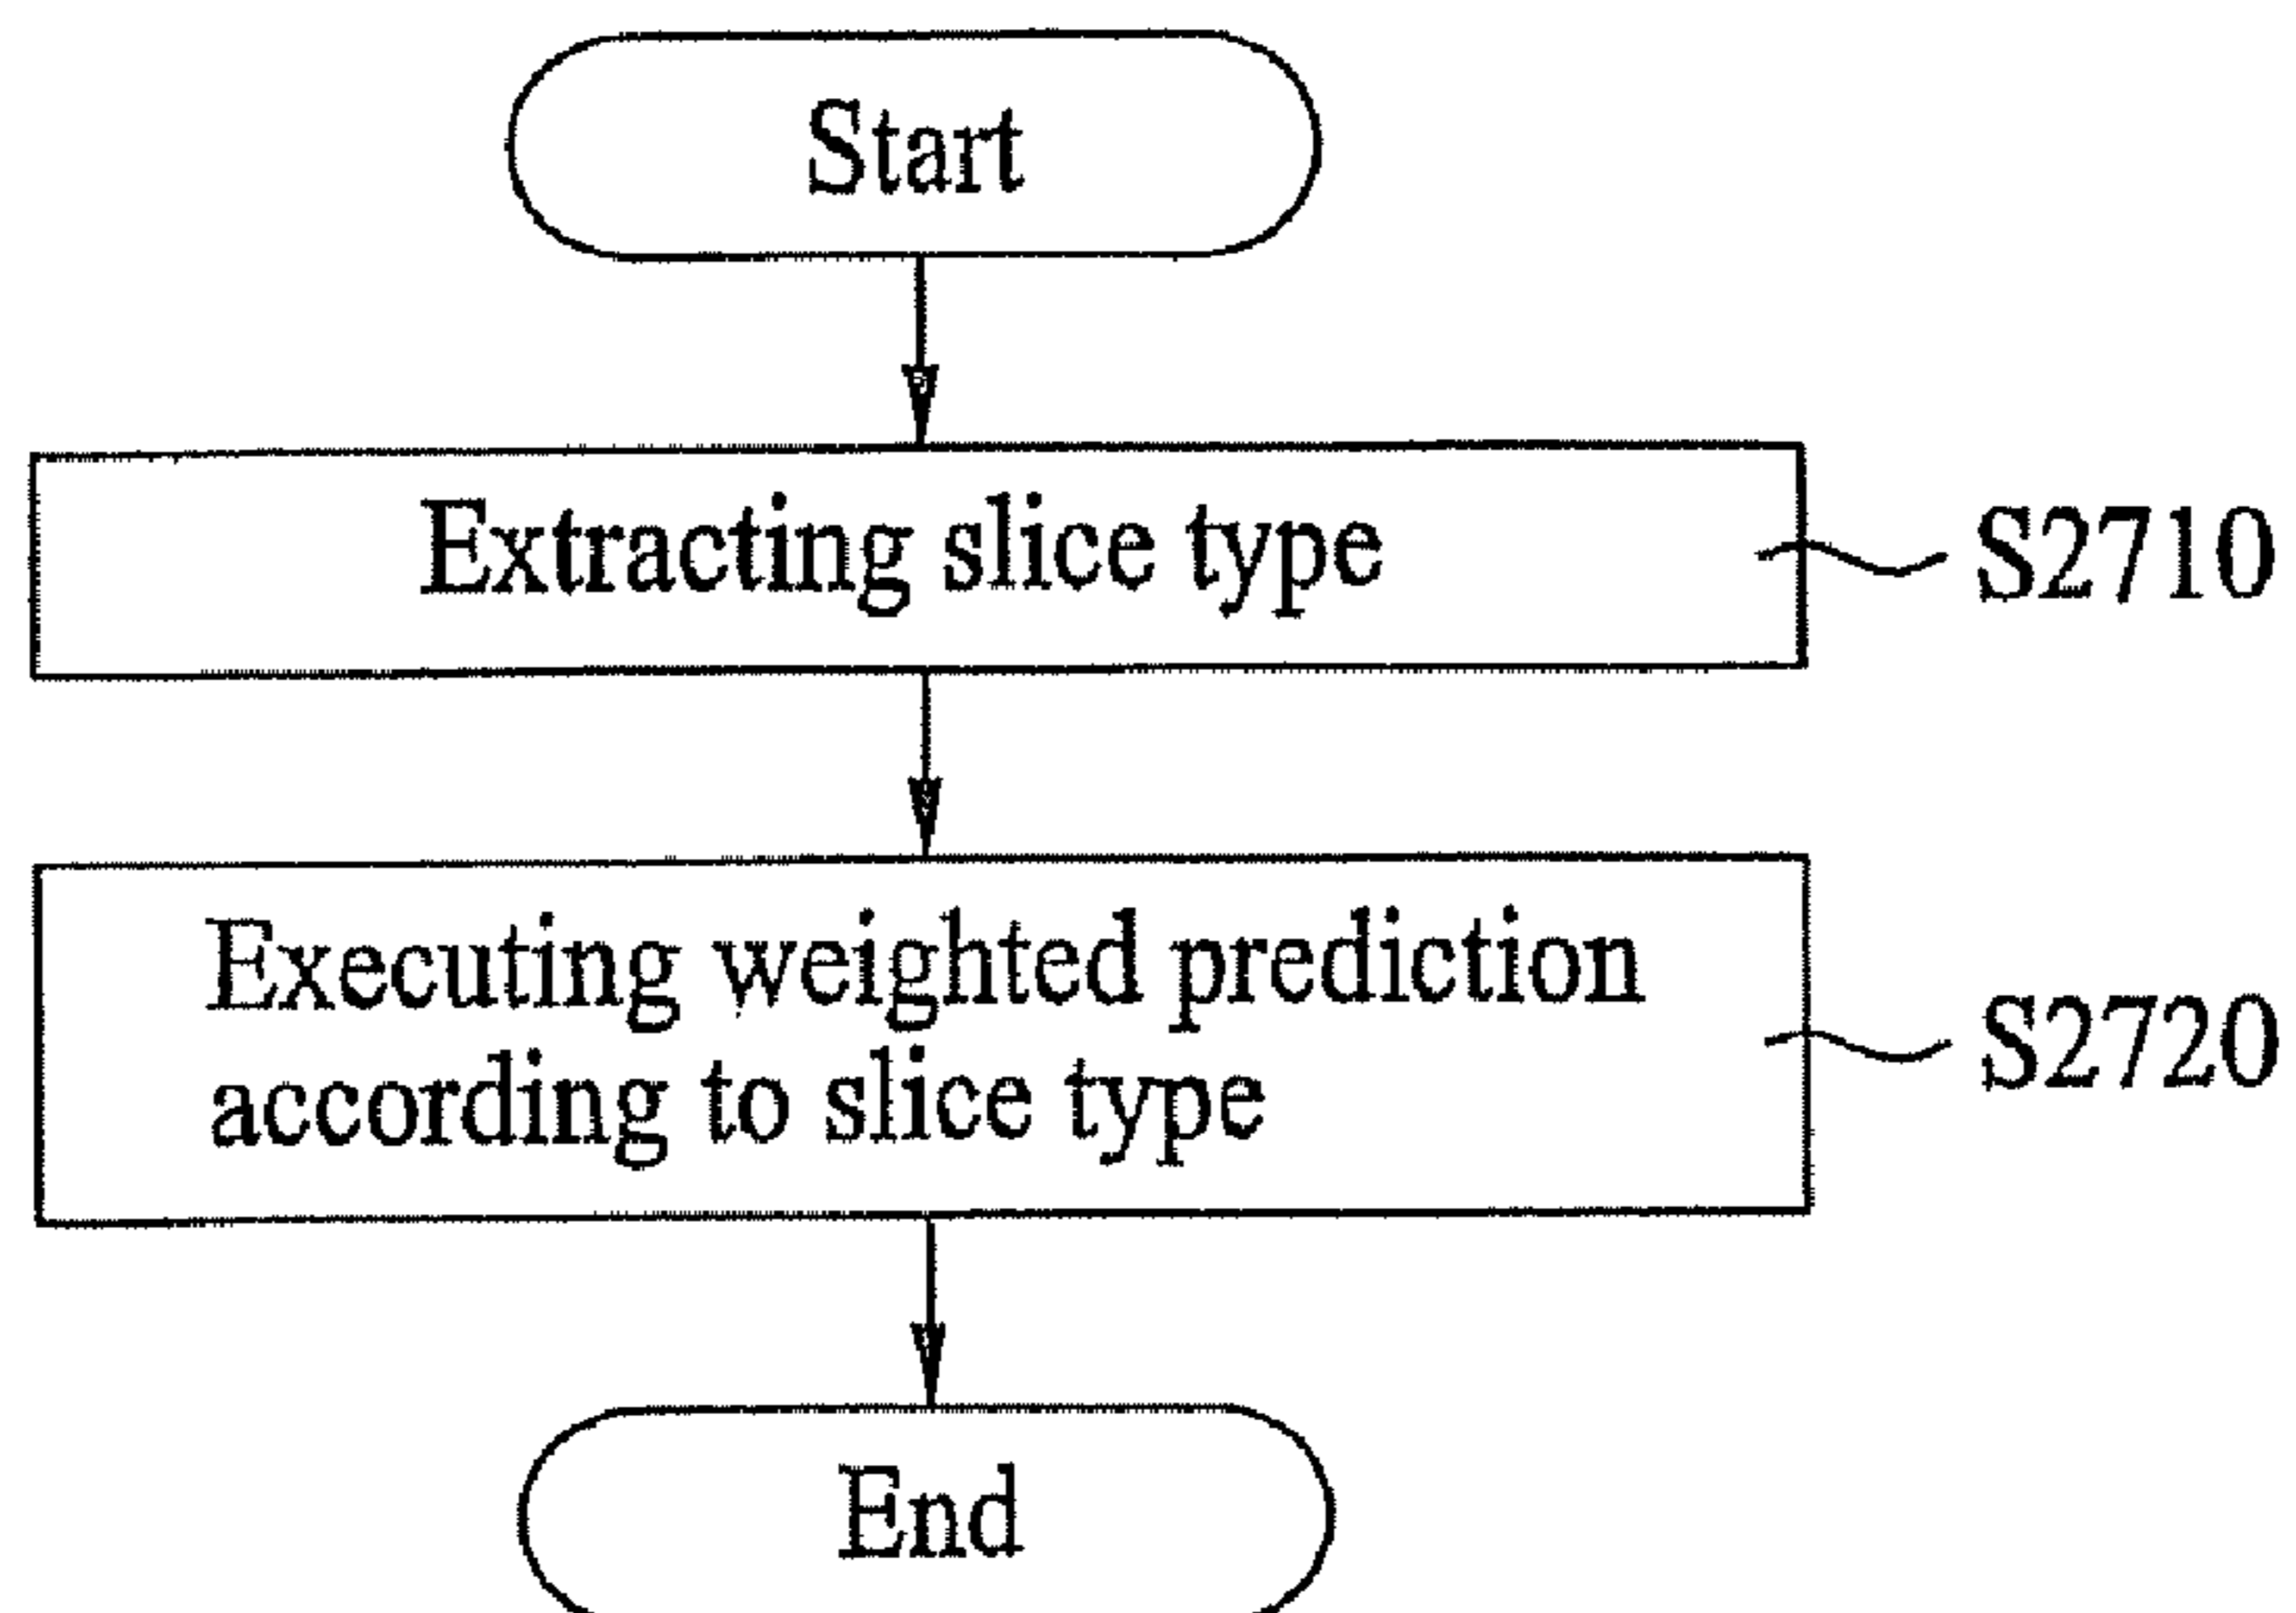 Start
Extracting slice type
S2710
Executing weighted prediction
according to slice type
S2720
End